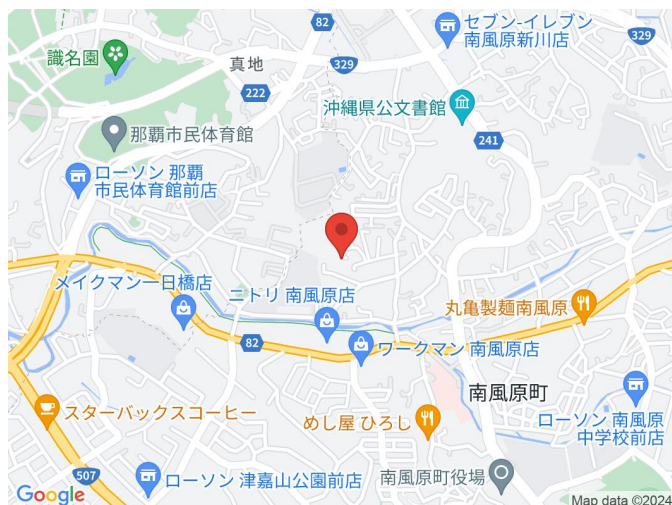 82
セブン-イレブン
南風原新川店
329
識名園
真地
329
222
沖縄県公文書館
那覇市民体育館
241
ローソン 那覇
市民体育館前店
メイクマン一日橋店
ニトリ 南風原店
丸亀製麺南風原
82
ワークマン 南風原店
南風原町
スターバックスコーヒー
めし屋 ひろし
ローソン 南風原
中学校前店
507
ローソン 津嘉山公園前店
南風原町役場
Google
Map data ©2024